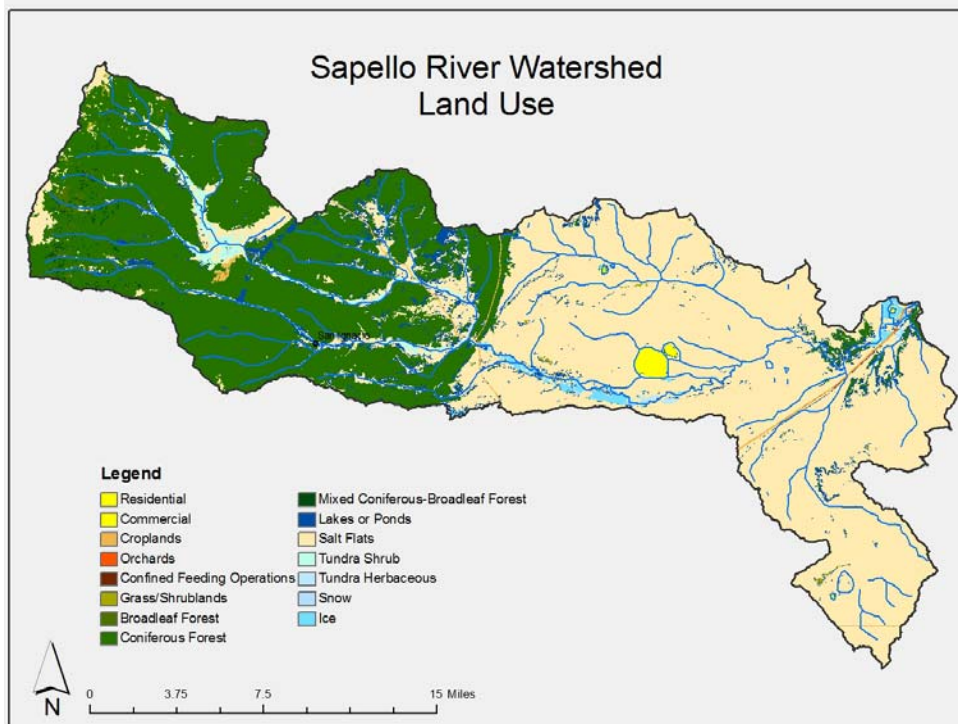 Sapello River Watershed
Land Use
San Ignacio
Legend
Residential
Commercial
Croplands
Orchards
Confined Feeding Operations
Grass/Shrublands
Broadleaf Forest
Coniferous Forest
Mixed Coniferous-Broadleaf Forest
Lakes or Ponds
Salt Flats
Tundra Shrub
Tundra Herbaceous
Snow
Ice
N
0 3.75 7.5 15 Miles